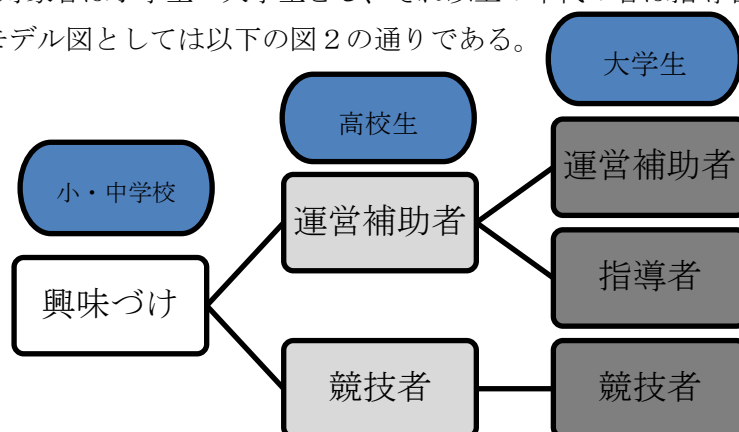 デル図としては以下の図２の通りである。
大学生
高校生
小・中学校
運営補助者
運営補助者
興味づけ
指導者
競技者
競技者